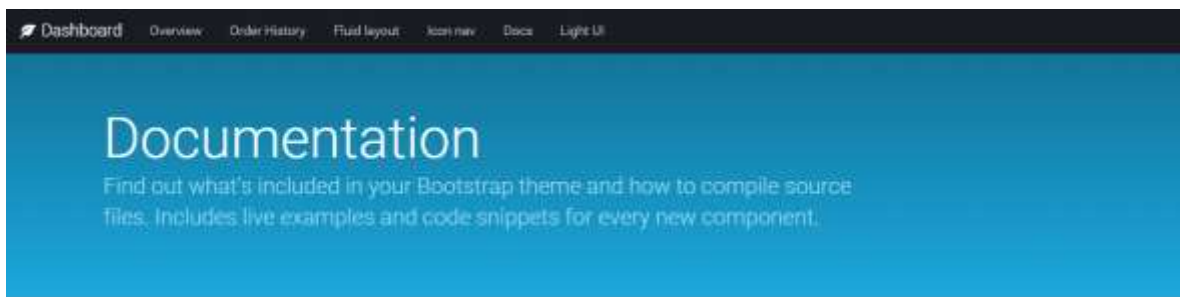 Dashboard Overview Order History Fluid layout Icon nav Docs Light UI
Documentation
Find out what's included in your Bootstrap theme and how to compile source
files. Includes live examples and code snippets for every new component.